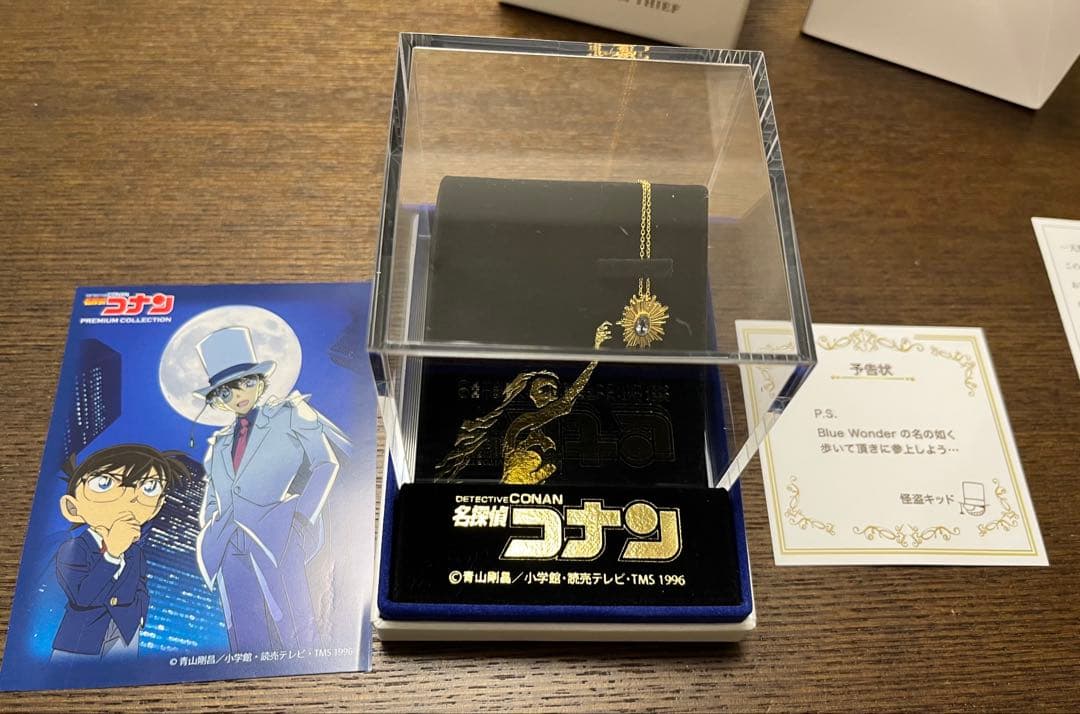 THIEF
名探偵コナン
PREMIUM COLLECTION
© 青山剛昌／小学館・読売テレビ・TMS 1996
DETECTIVE CONAN
名探偵コナン
©青山剛昌／小学館・読売テレビ・TMS 1996
予告状
P.S.
Blue Wonder の名の如く
歩いて頂きに参上しよう…
怪盗キッド